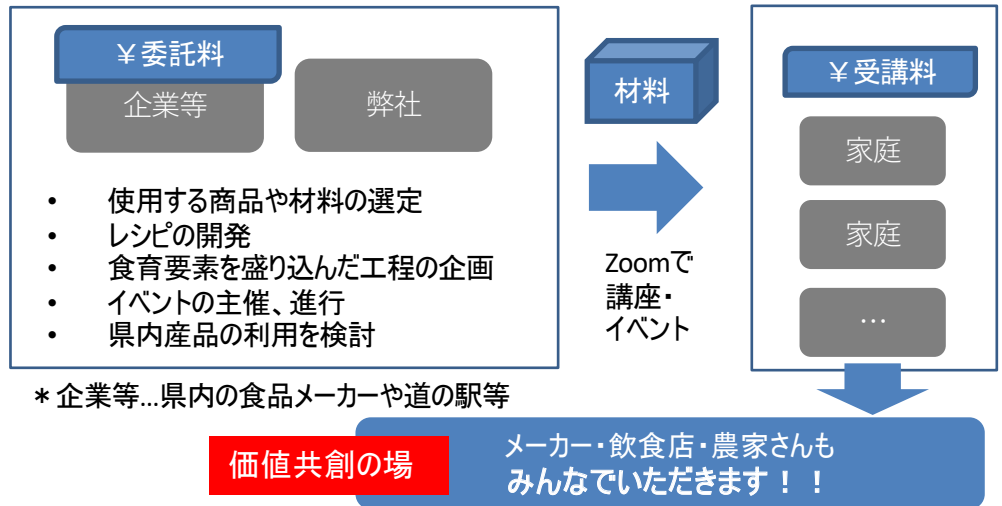 ￥委託料
企業等
弊社
• 使用する商品や材料の選定
• レシピの開発
• 食育要素を盛り込んだ工程の企画
• イベントの主催、進行
• 県内産品の利用を検討
＊企業等…県内の食品メーカーや道の駅等
材料
Zoomで
講座・
イベント
￥受講料
家庭
家庭
…
価値共創の場
メーカー・飲食店・農家さんも
みんなでいただきます！！